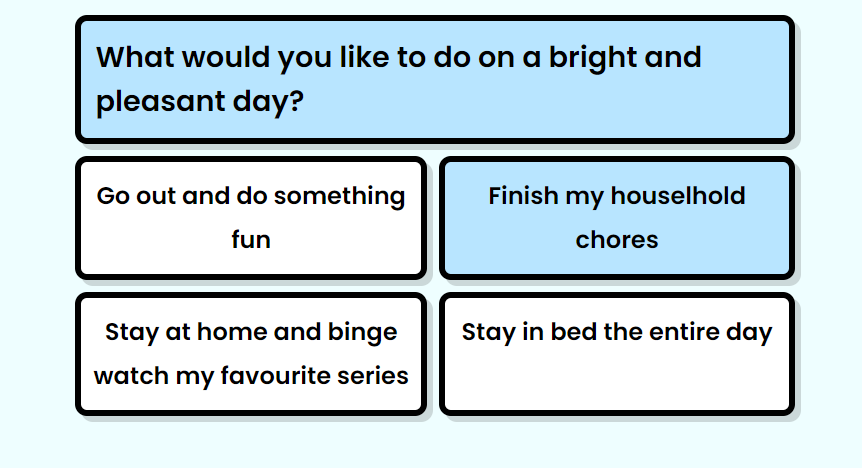 What would you like to do on a bright and
pleasant day?
Go out and do something
fun
Finish my houselhold
chores
Stay at home and binge
watch my favourite series
Stay in bed the entire day